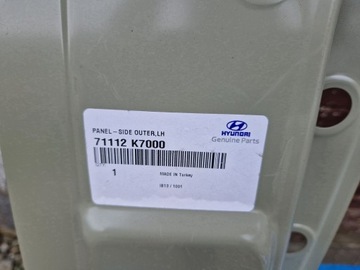 PANEL-SIDE OUTER,LH
71112 K7000
HYUNDAI
Genuine Parts
1
MADE IN Turkey